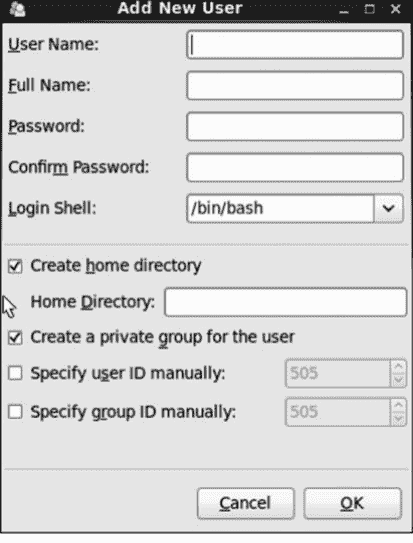 Add New User
User Name:
Full Name:
Password:
Confirm Password:
Login Shell: /bin/bash
Create home directory
Home Directory:
Create a private group for the user
Specify user ID manually: 505
Specify group ID manually: 505
Cancel OK